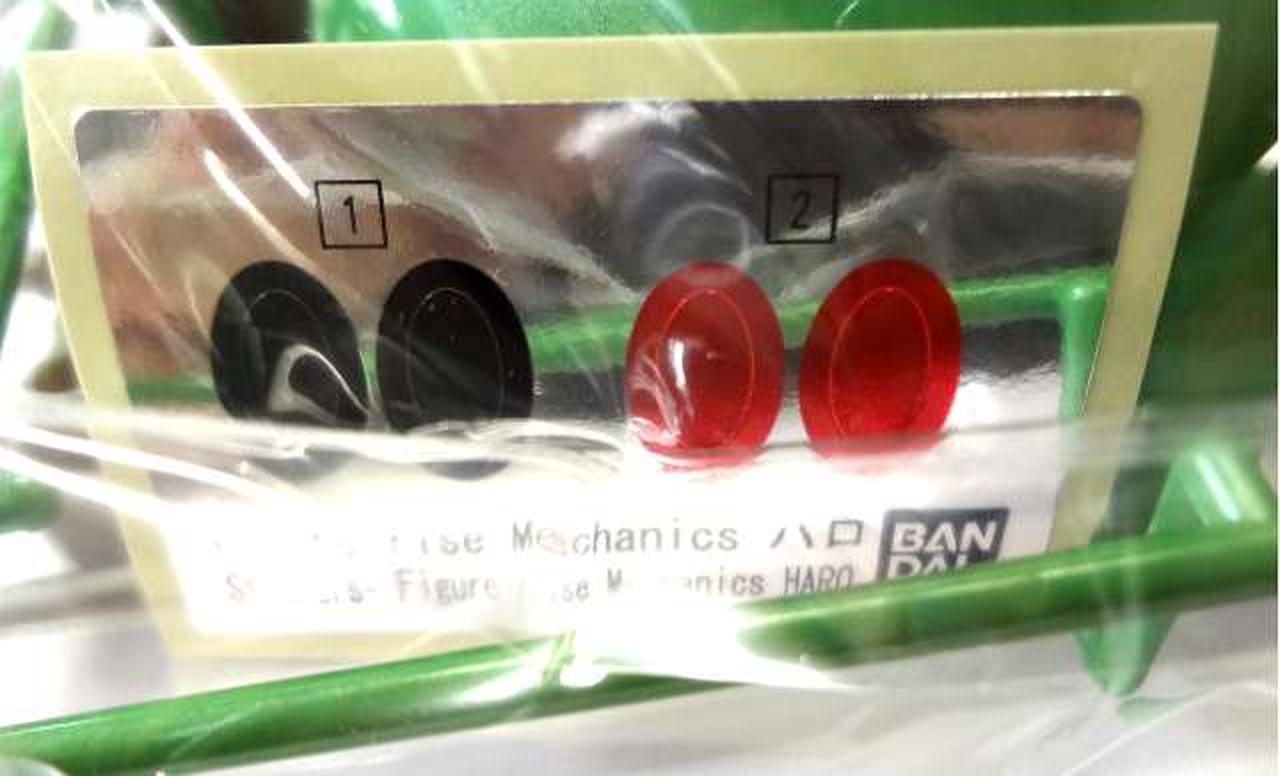 1
2
Mechanics ハロ
Figure HARO
BAN
DAI